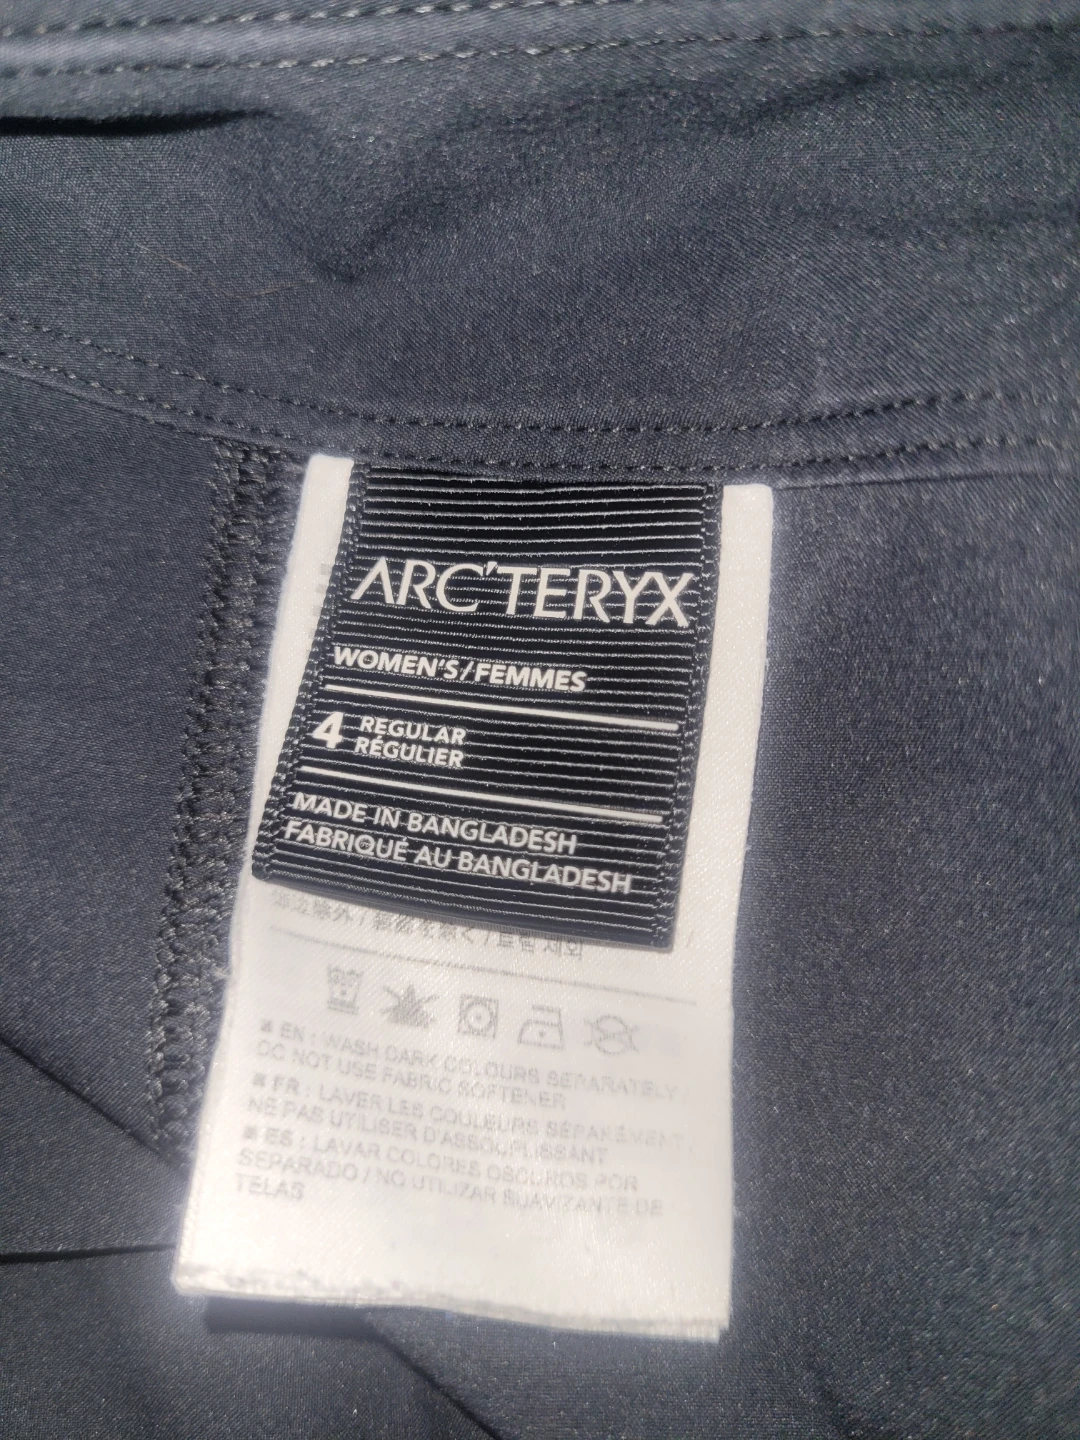 ARC'TERYX
WOMEN'S/FEMMES
4 REGULAR
RÉGULIER
MADE IN BANGLADESH
FABRIQUÉ AU BANGLADESH
EN : WASH DARK COLOURS SEPARATELY /
DO NOT USE FABRIC SOFTENER
FR : LAVER LES COULEURS SÉPARÉMENT
NE PAS UTILISER D'ASSOUPLISSANT
ES : LAVAR COLORES OSCUROS POR
SEPARADO / NO UTILIZAR SUAVIZANTE DE
TELAS